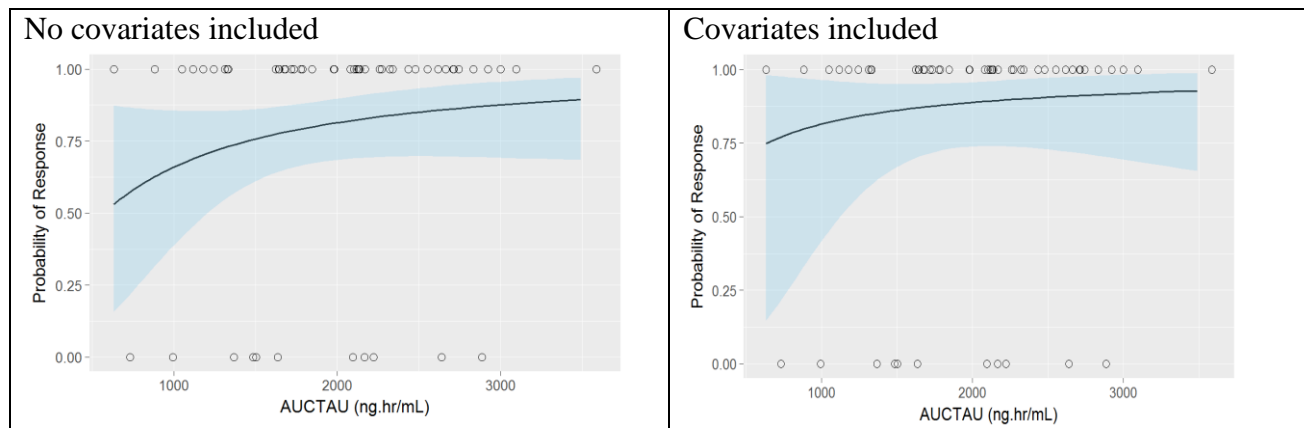 No covariates included
1.00
0.75
0.50
0.25
0.00
Probability of Response
1000
2000
3000
AUCTAU (ng.hr/mL)
Covariates included
1.00
0.75
0.50
0.25
0.00
Probability of Response
1000
2000
3000
AUCTAU (ng.hr/mL)